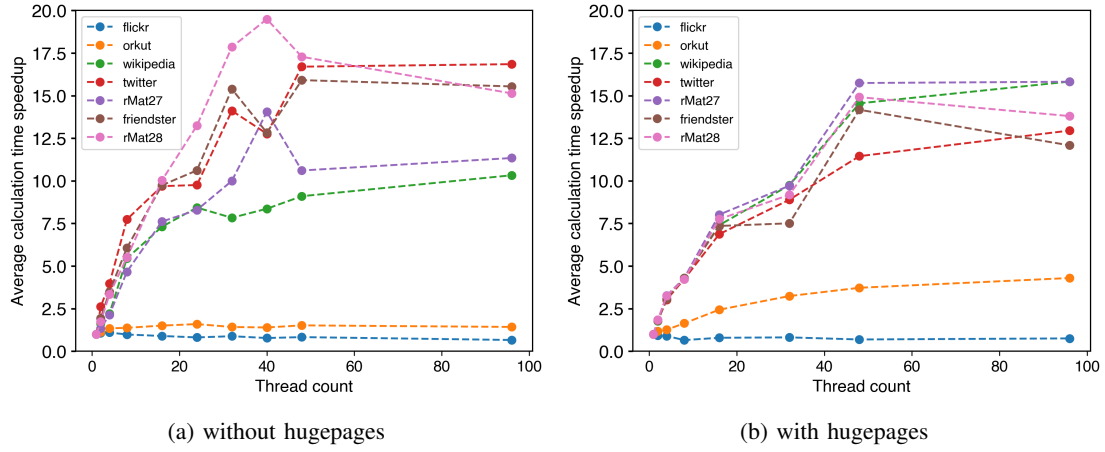 20.0
17.5
15.0
12.5
10.0
7.5
5.0
2.5
0.0
Average calculation time speedup
flickr
orkut
wikipedia
twitter
rMat27
friendster
rMat28
0 20 40 60 80 100
Thread count
(a) without hugepages
20.0
17.5
15.0
12.5
10.0
7.5
5.0
2.5
0.0
Average calculation time speedup
flickr
orkut
wikipedia
twitter
rMat27
friendster
rMat28
0 20 40 60 80 100
Thread count
(b) with hugepages